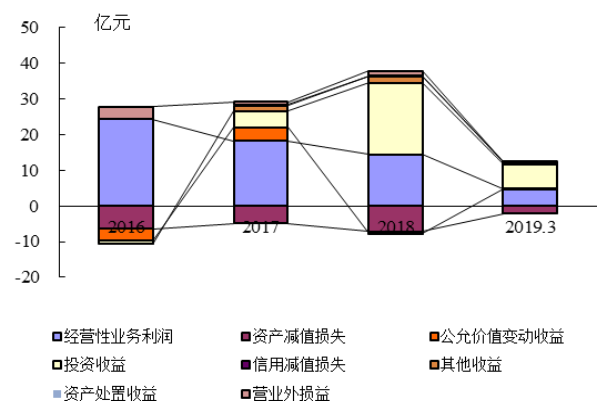 亿元
50
40
30
20
10
0
-10
-20
2016 2017 2018 2019.3
经营性业务利润 资产减值损失 公允价值变动收益
投资收益 信用减值损失 其他收益
资产处置收益 营业外损益